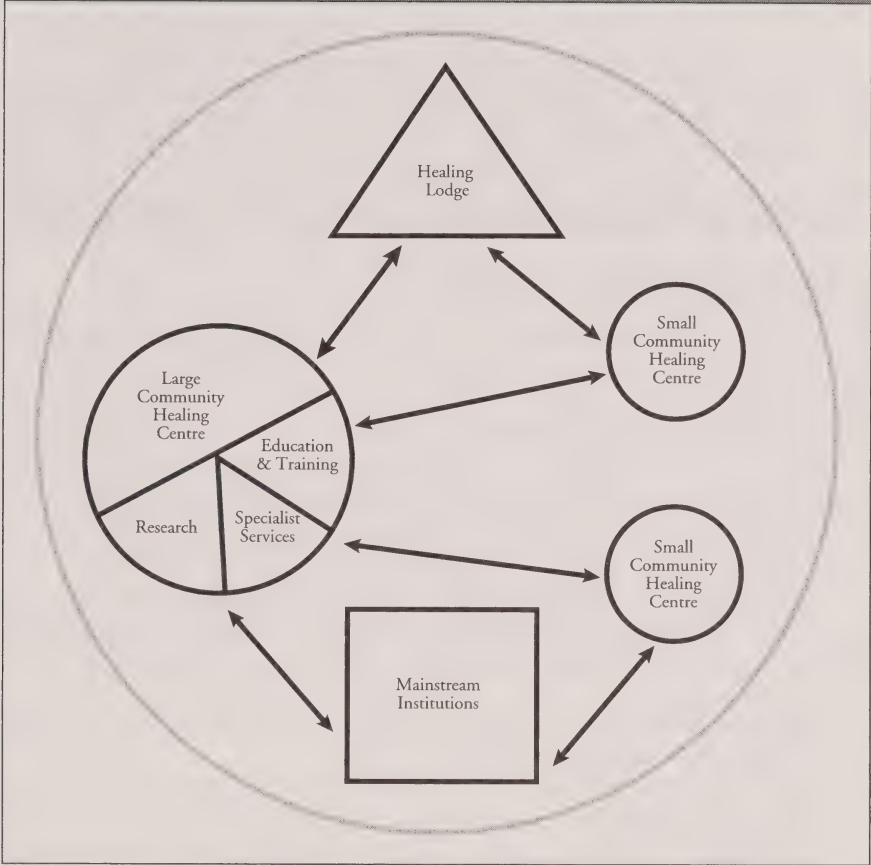 Healing
Lodge
Small
Community
Healing
Centre
Large
Community
Healing
Centre
Education
& Training
Research
Specialist
Services
Small
Community
Healing
Centre
Mainstream
Institutions